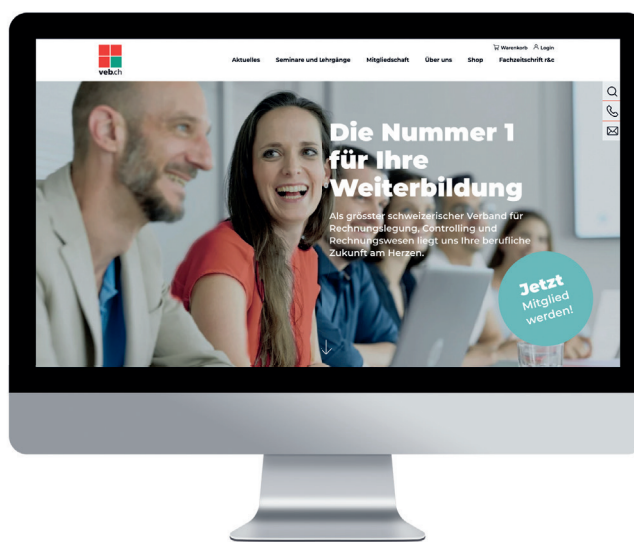 Warenkorb Login
veb.ch
Aktuelles Seminare und Lehrgänge Mitgliedschaft Über uns Shop Fachzeitschrift r&c
Die Nummer 1
für Ihre
Weiterbildung
Als grösster schweizerischer Verband für
Rechnungslegung, Controlling und
Rechnungswesen liegt uns Ihre berufliche
Zukunft am Herzen.
Jetzt
Mitglied
werden!